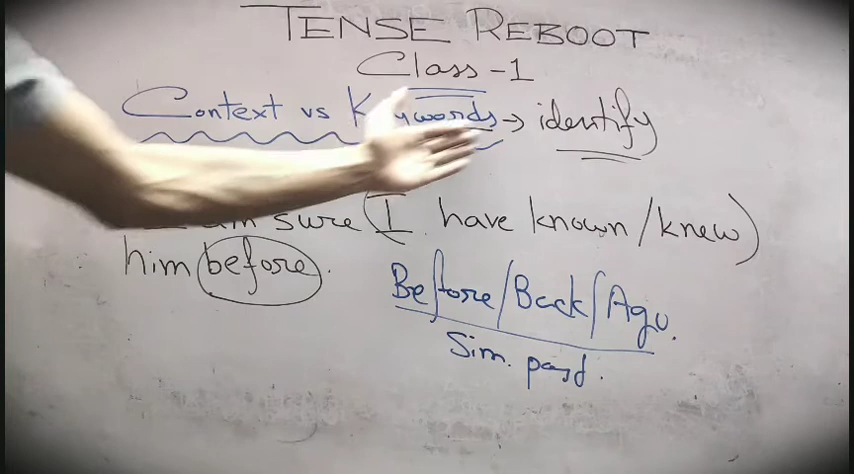 TENSE REBOOT
Class -1
Context vs Keywords → identify
am sure (I have known/knew)
him before.
Before/Back/Ago.
Sim. past.